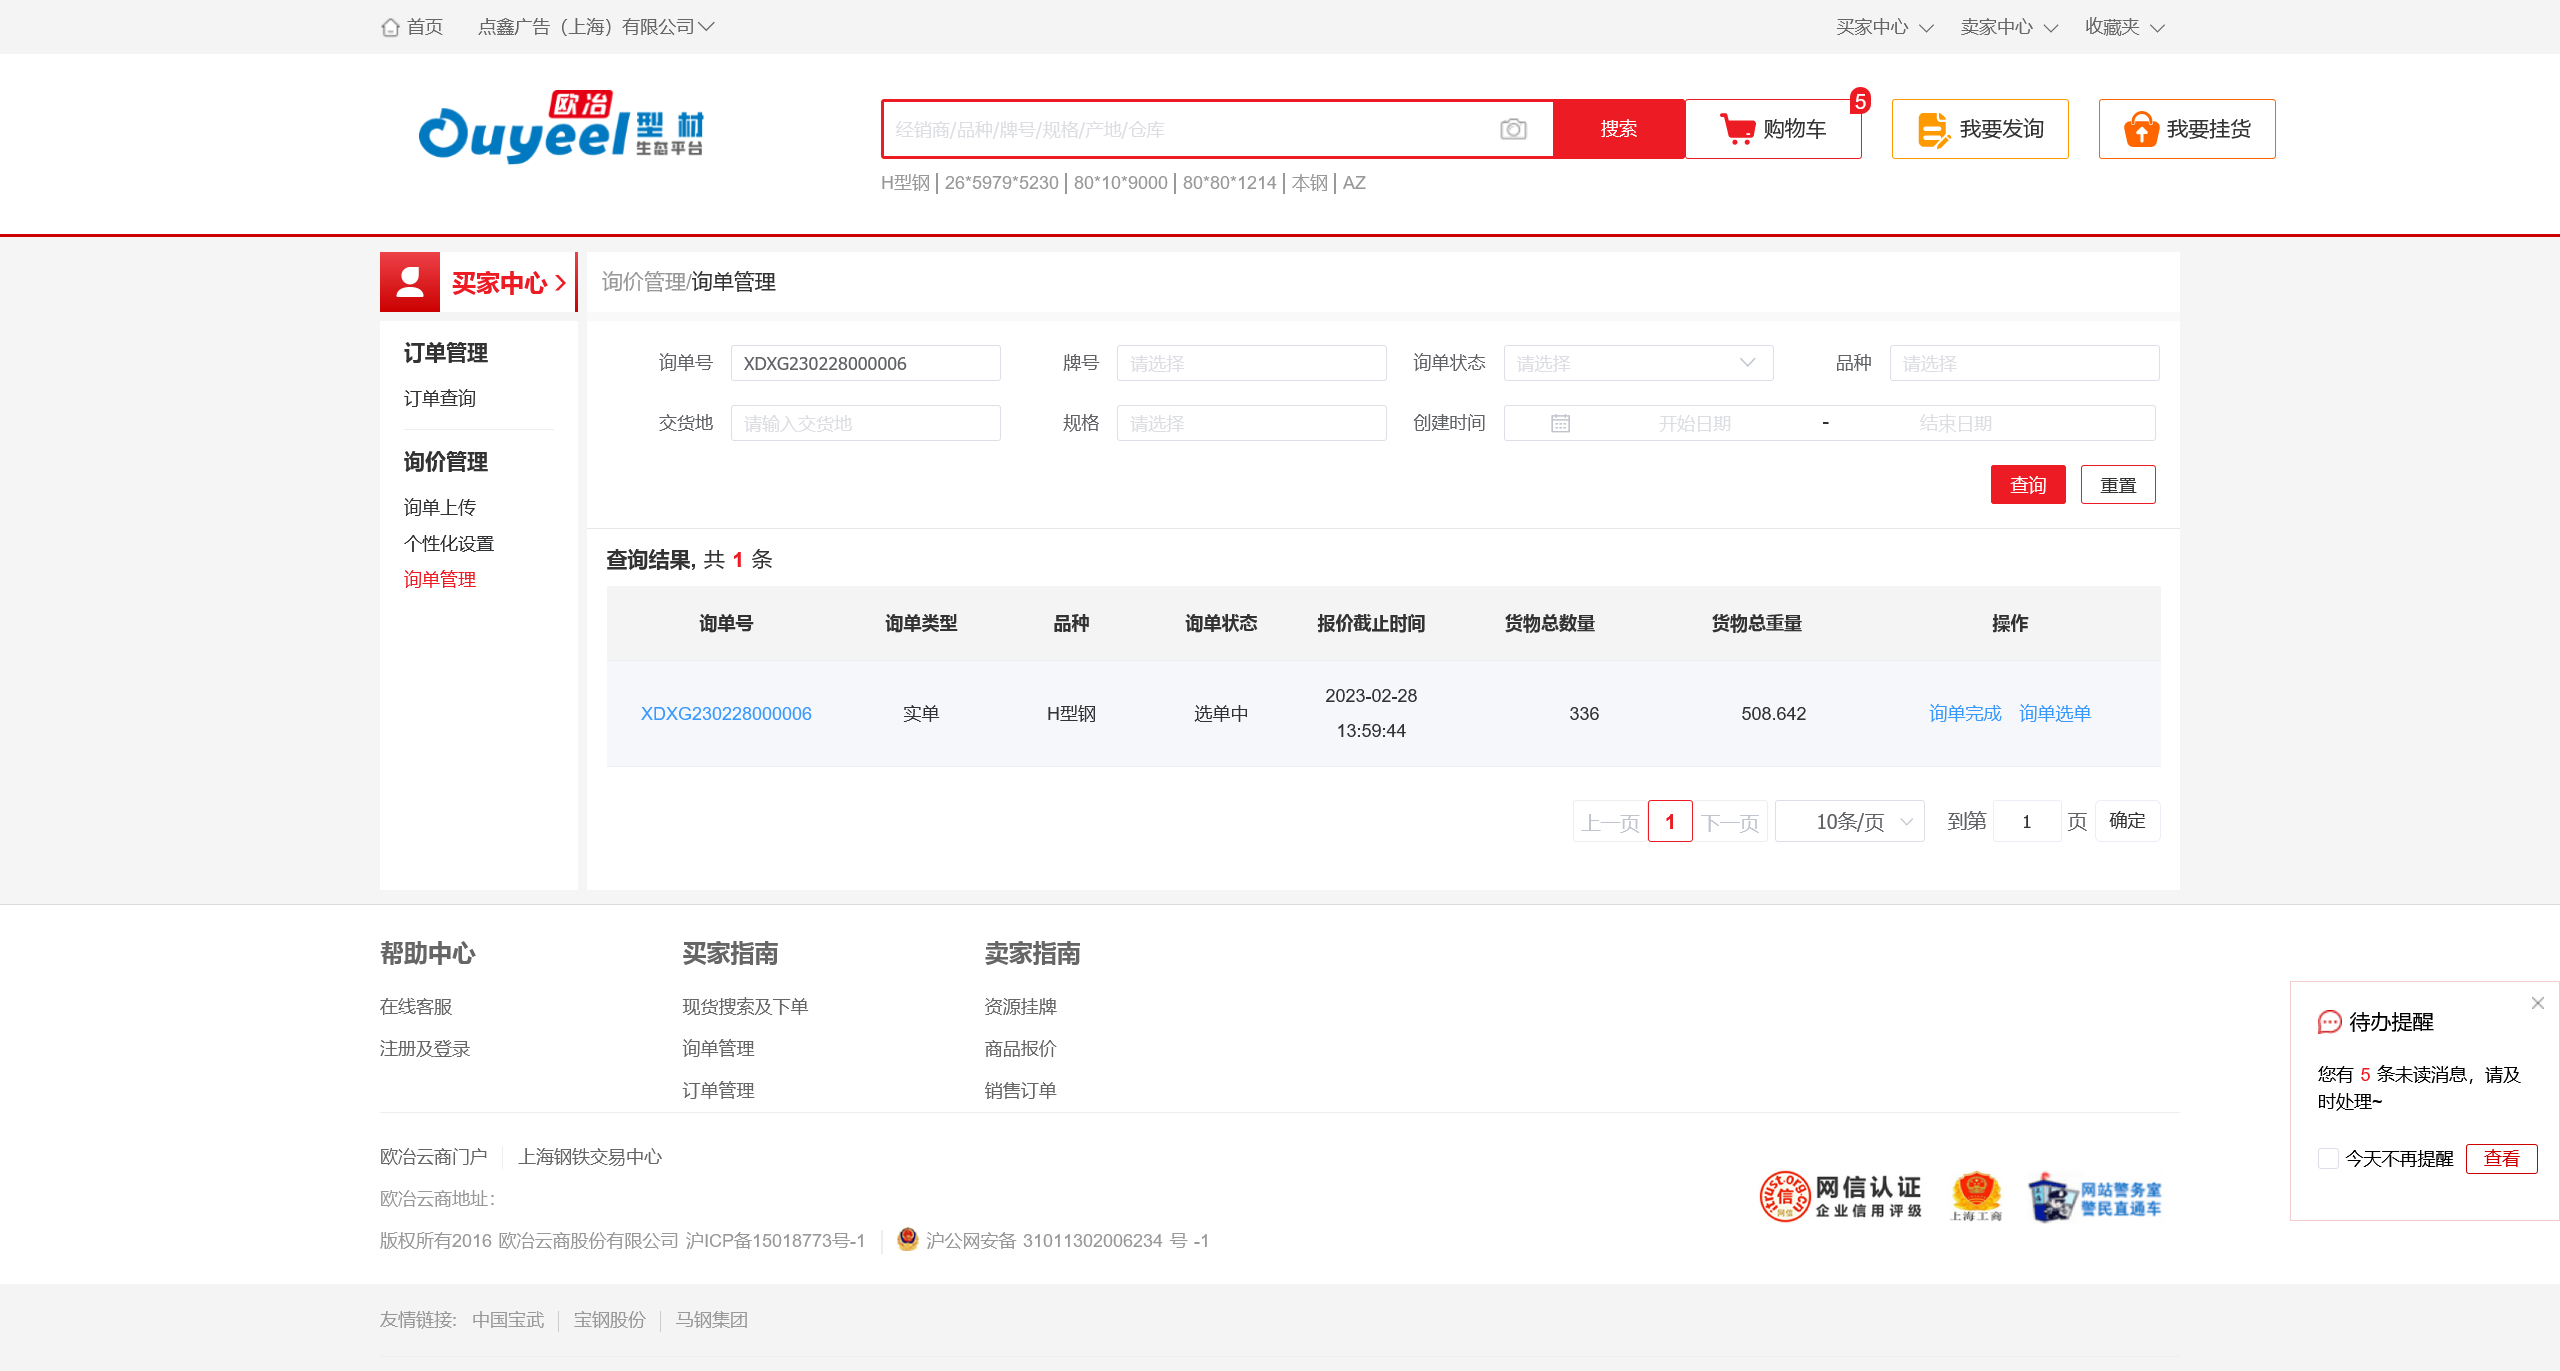 首页 点鑫广告（上海）有限公司 买家中心 卖家中心 收藏夹
欧冶
Ouyeel 型材
生态平台
经销商/品种/牌号/规格/产地/仓库 搜索 购物车 5 我要发询 我要挂货
H型钢 | 26*5979*5230 | 80*10*9000 | 80*80*1214 | 本钢 | AZ
买家中心
询价管理/询单管理
订单管理
订单查询
询价管理
询单上传
个性化设置
询单管理
询单号 XDXG230228000006 牌号 请选择 询单状态 请选择 品种 请选择
交货地 请输入交货地 规格 请选择 创建时间 开始日期 - 结束日期
查询 重置
查询结果, 共 1 条
询单号 询单类型 品种 询单状态 报价截止时间 货物总数量 货物总重量 操作
XDXG230228000006 实单 H型钢 选单中 2023-02-28 13:59:44 336 508.642 询单完成 询单选单
上一页 1 下一页 10条/页 到第 1 页 确定
帮助中心 买家指南 卖家指南
在线客服 现货搜索及下单 资源挂牌
注册及登录 询单管理 商品报价
订单管理 销售订单
待办提醒
您有 5 条未读消息，请及
时处理~
今天不再提醒 查看
欧冶云商门户 上海钢铁交易中心
欧冶云商地址：
版权所有2016 欧冶云商股份有限公司 沪ICP备15018773号-1 沪公网安备 31011302006234 号 -1
trust.org 信 网信 网信认证
企业信用评级
上海工商
网站警务室
警民直通车
友情链接: 中国宝武 宝钢股份 马钢集团